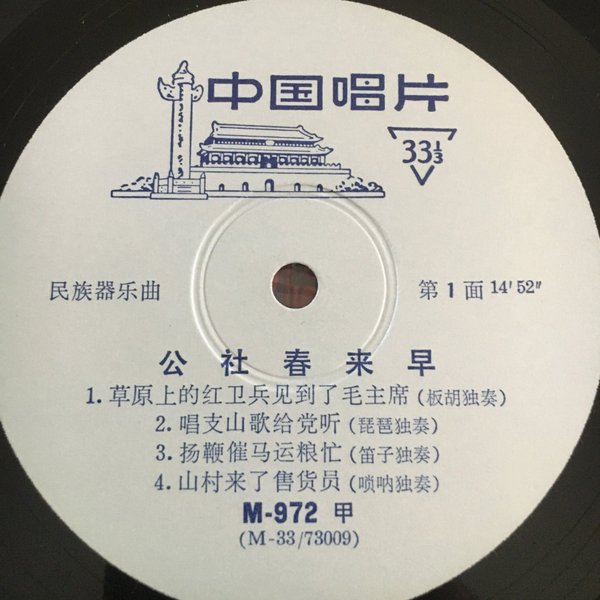 中国唱片
33⅓
民族器乐曲
第1面 14′52″
公社春来早
1. 草原上的红卫兵见到了毛主席(板胡独奏)
2. 唱支山歌给党听(琵琶独奏)
3. 扬鞭催马运粮忙(笛子独奏)
4. 山村来了售货员(唢呐独奏)
M-972 甲
(M-33/73009)